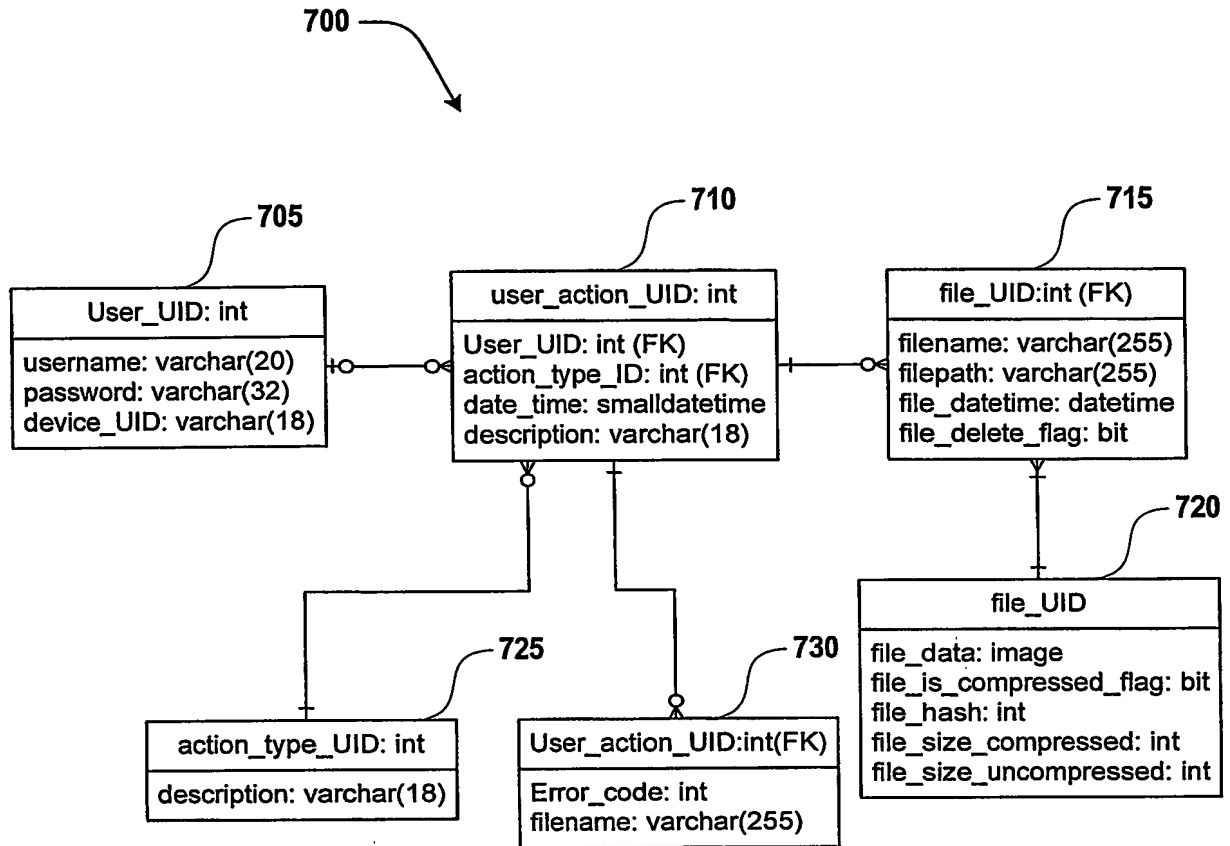 700
705
User_UID: int
username: varchar(20)
password: varchar(32)
device_UID: varchar(18)
710
user_action_UID: int
User_UID: int (FK)
action_type_ID: int (FK)
date_time: smalldatetime
description: varchar(18)
715
file_UID:int (FK)
filename: varchar(255)
filepath: varchar(255)
file_datetime: datetime
file_delete_flag: bit
720
file_UID
file_data: image
file_is_compressed_flag: bit
file_hash: int
file_size_compressed: int
file_size_uncompressed: int
725
action_type_UID: int
description: varchar(18)
730
User_action_UID:int(FK)
Error_code: int
filename: varchar(255)